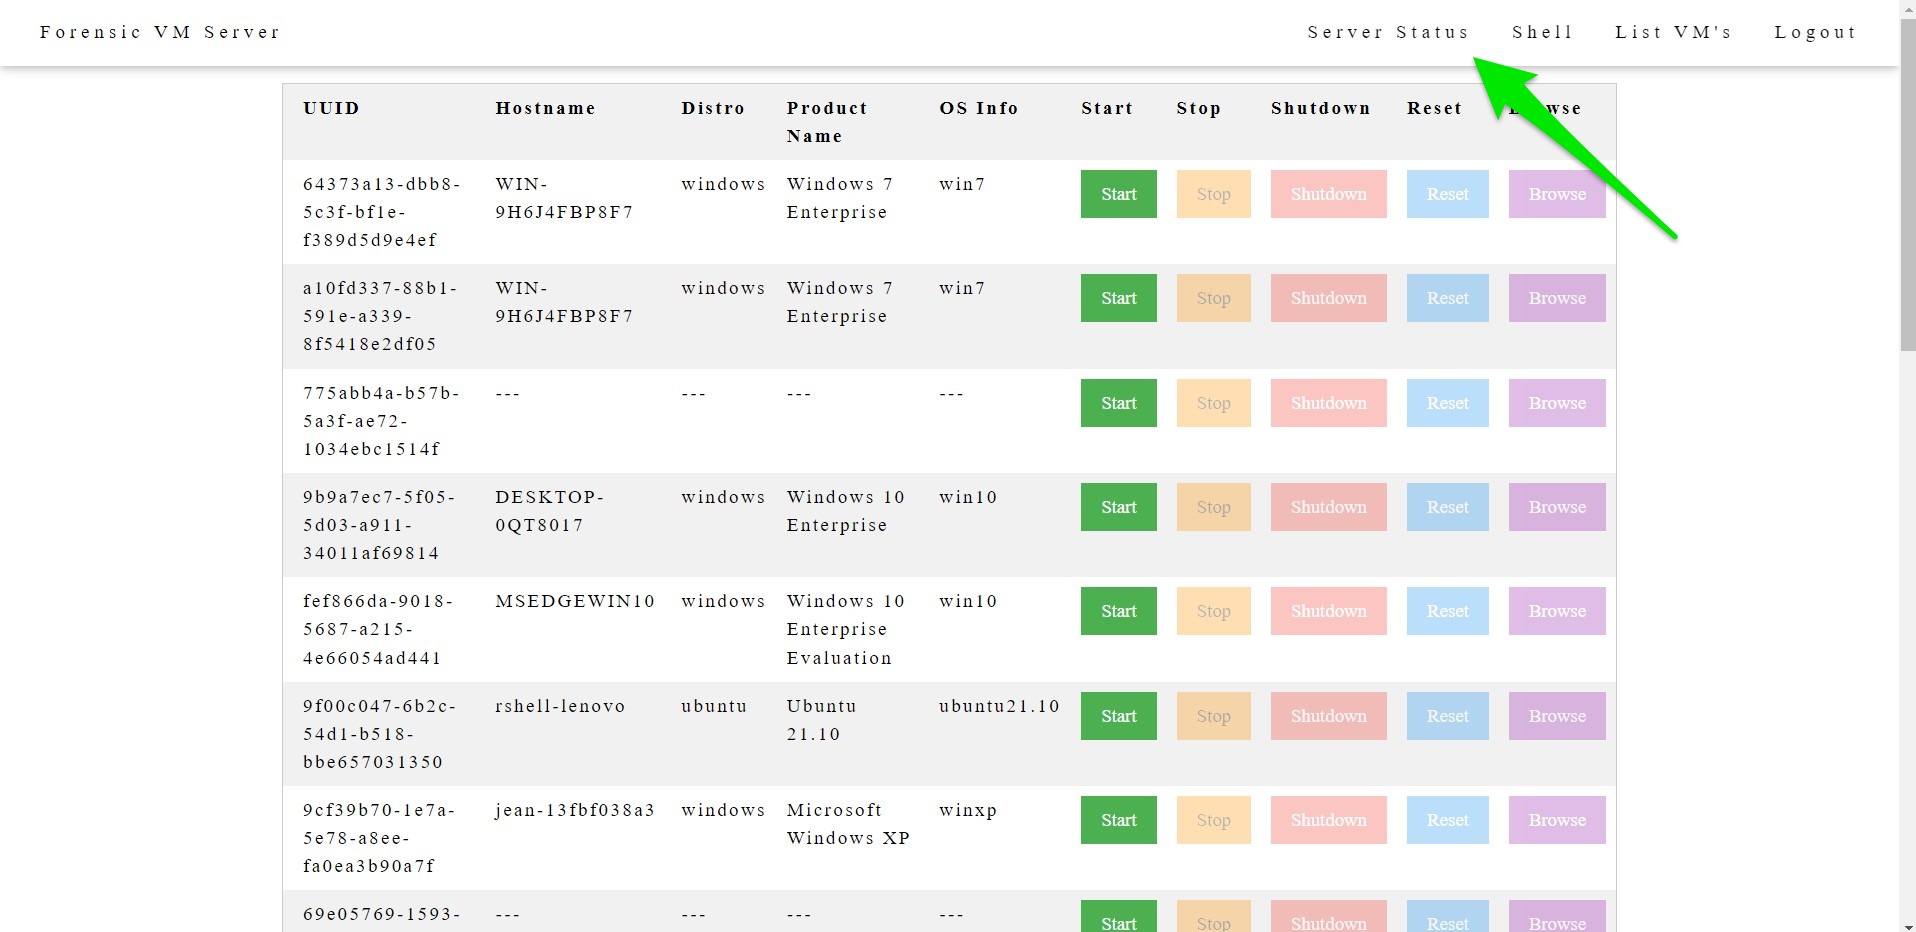 Forensic VM Server Server Status Shell List VM's Logout
UUID Hostname Distro Product OS Info Start Stop Shutdown Reset
Name
64373a13-dbb8- WIN- windows Windows 7 win7 Start Stop Shutdown Reset Browse
5c3f-bf1e- 9H6J4FBP8F7 Enterprise
f389d5d9e4ef
a10fd337-88b1- WIN- windows Windows 7 win7 Start Stop Shutdown Reset Browse
591e-a339- 9H6J4FBP8F7 Enterprise
8f5418e2df05
775abb4a-b57b- --- --- --- --- Start Stop Shutdown Reset Browse
5a3f-ae72-
1034ebc1514f
9b9a7ec7-5f05- DESKTOP- windows Windows 10 win10 Start Stop Shutdown Reset Browse
5d03-a911- 0QT8017 Enterprise
34011af69814
fef866da-9018- MSEDGEWIN10 windows Windows 10 win10 Start Stop Shutdown Reset Browse
5687-a215- Enterprise
4e66054ad441 Evaluation
9f00c047-6b2c- rshell-lenovo ubuntu Ubuntu ubuntu21.10 Start Stop Shutdown Reset Browse
54d1-b518- 21.10
bbe657031350
9cf39b70-1e7a- jean-13fbf038a3 windows Microsoft winxp Start Stop Shutdown Reset Browse
5e78-a8ee- Windows XP
fa0ea3b90a7f
69e05769-1593- --- --- --- --- Start Stop Shutdown Reset Browse